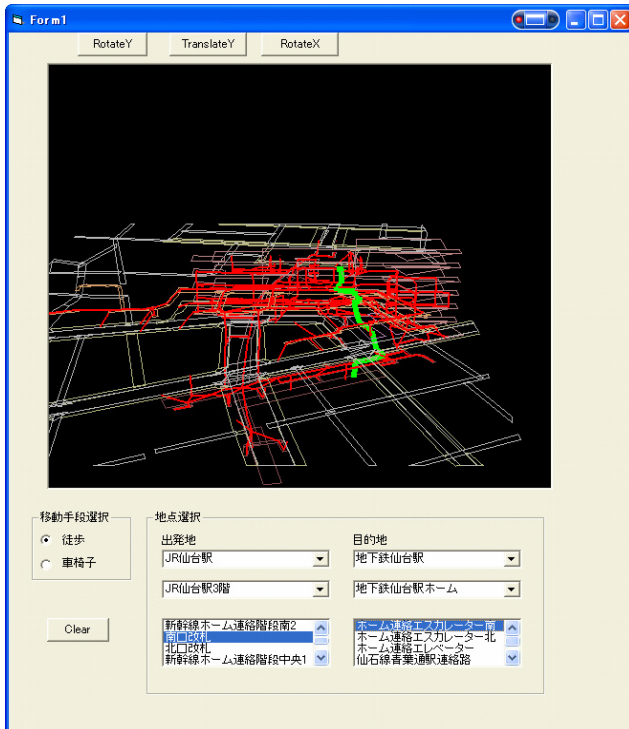 Form1
RotateY TranslateY RotateX
移動手段選択
徒歩
車椅子
Clear
地点選択
出発地
JR仙台駅
JR仙台駅3階
新幹線ホーム連絡階段南2
南口改札
北口改札
新幹線ホーム連絡階段中央1
目的地
地下鉄仙台駅
地下鉄仙台駅ホーム
ホーム連絡エスカレーター南
ホーム連絡エスカレーター北
ホーム連絡エレベーター
仙石線青葉通駅連絡路